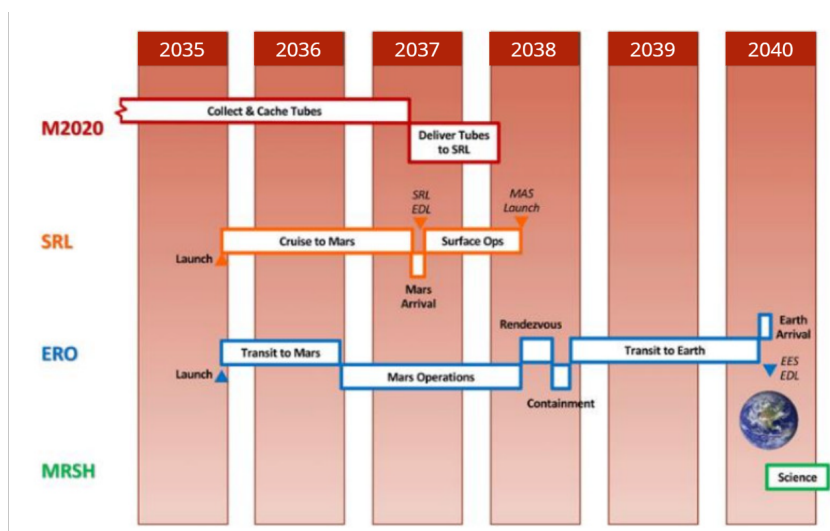 2035 2036 2037 2038 2039 2040
M2020
Collect & Cache Tubes
Deliver Tubes
to SRL
SRL
EDL
MAS
Launch
SRL
Launch
Cruise to Mars
Surface Ops
Mars
Arrival
Rendezvous
Earth
Arrival
ERO
Transit to Mars
Transit to Earth
Launch
Mars Operations
EES
EDL
Containment
MRSH
Science